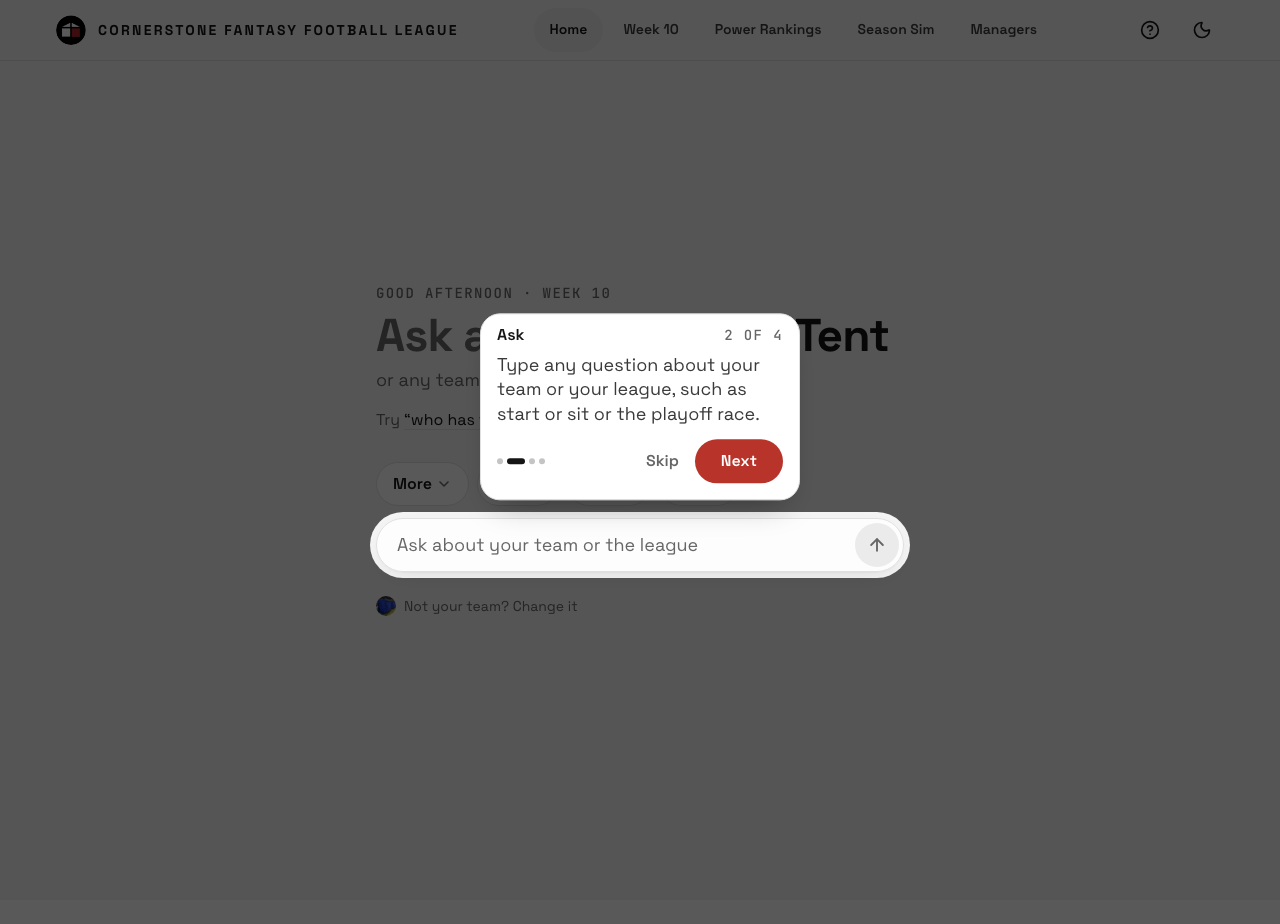 CORNERSTONE FANTASY FOOTBALL LEAGUE
Home
Week 10
Power Rankings
Season Sim
Managers
GOOD AFTERNOON · WEEK 10
Ask
Tent
or any team
Try “who has
Ask
2 OF 4
Type any question about your
team or your league, such as
start or sit or the playoff race.
Skip
Next
More
Ask about your team or the league
Not your team? Change it